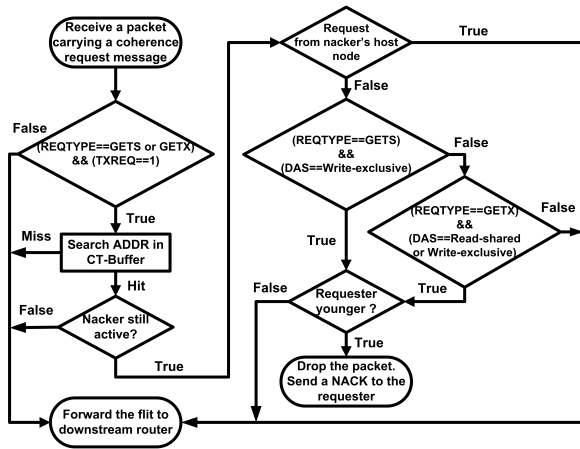 Receive a packet
carrying a coherence
request message
False
(REQTYPE==GETS or GETX)
&& (TXREQ==1)
True
Miss
Search ADDR in
CT-Buffer
Hit
False
Nacker still
active?
True
Forward the flit to
downstream router
Request
from nacker's host
node
True
False
(REQTYPE==GETS)
&&
(DAS==Write-exclusive)
False
True
(REQTYPE==GETX)
&&
(DAS==Read-shared
or Write-exclusive)
False
True
Requester
younger ?
False
True
Drop the packet.
Send a NACK to the
requester